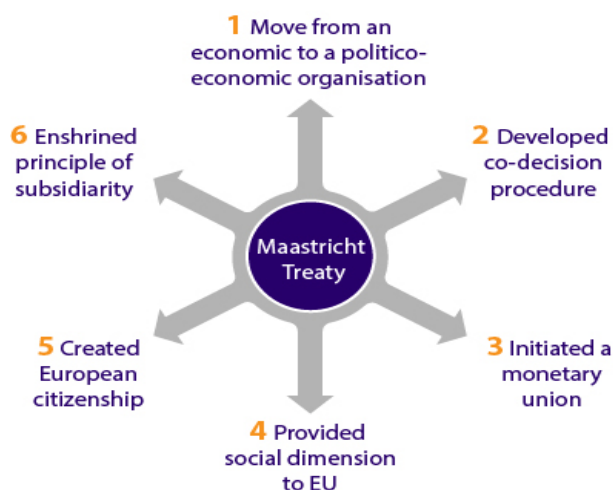 1 Move from an
economic to a politico-
economic organisation
2 Developed
co-decision
procedure
3 Initiated a
monetary
union
4 Provided
social dimension
to EU
5 Created
European
citizenship
6 Enshrined
principle of
subsidiarity
Maastricht
Treaty